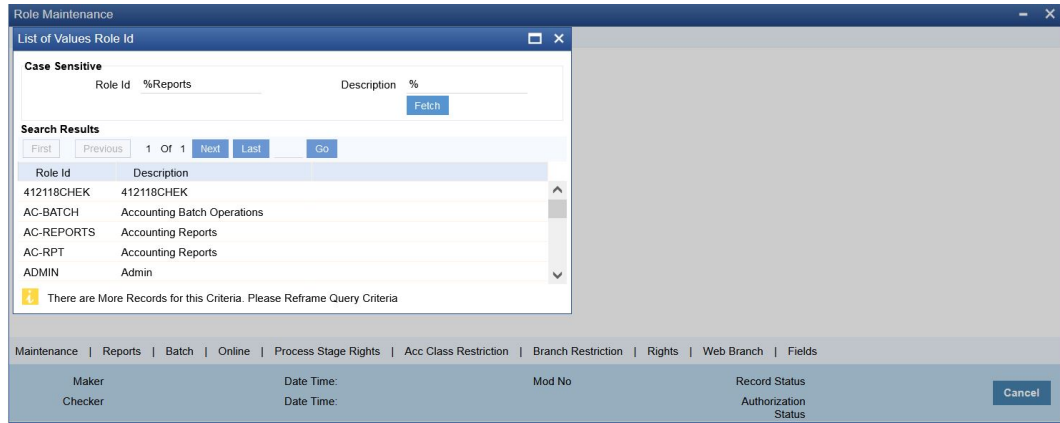 Role Maintenance
List of Values Role Id
Case Sensitive
Role Id %Reports Description %
Fetch
Search Results
First Previous 1 Of 1 Next Last Go
Role Id Description
412118CHEK 412118CHEK
AC-BATCH Accounting Batch Operations
AC-REPORTS Accounting Reports
AC-RPT Accounting Reports
ADMIN Admin
There are More Records for this Criteria. Please Reframe Query Criteria
Maintenance | Reports | Batch | Online | Process Stage Rights | Acc Class Restriction | Branch Restriction | Rights | Web Branch | Fields
Maker Date Time: Mod No Record Status
Checker Date Time: Authorization
Status
Cancel